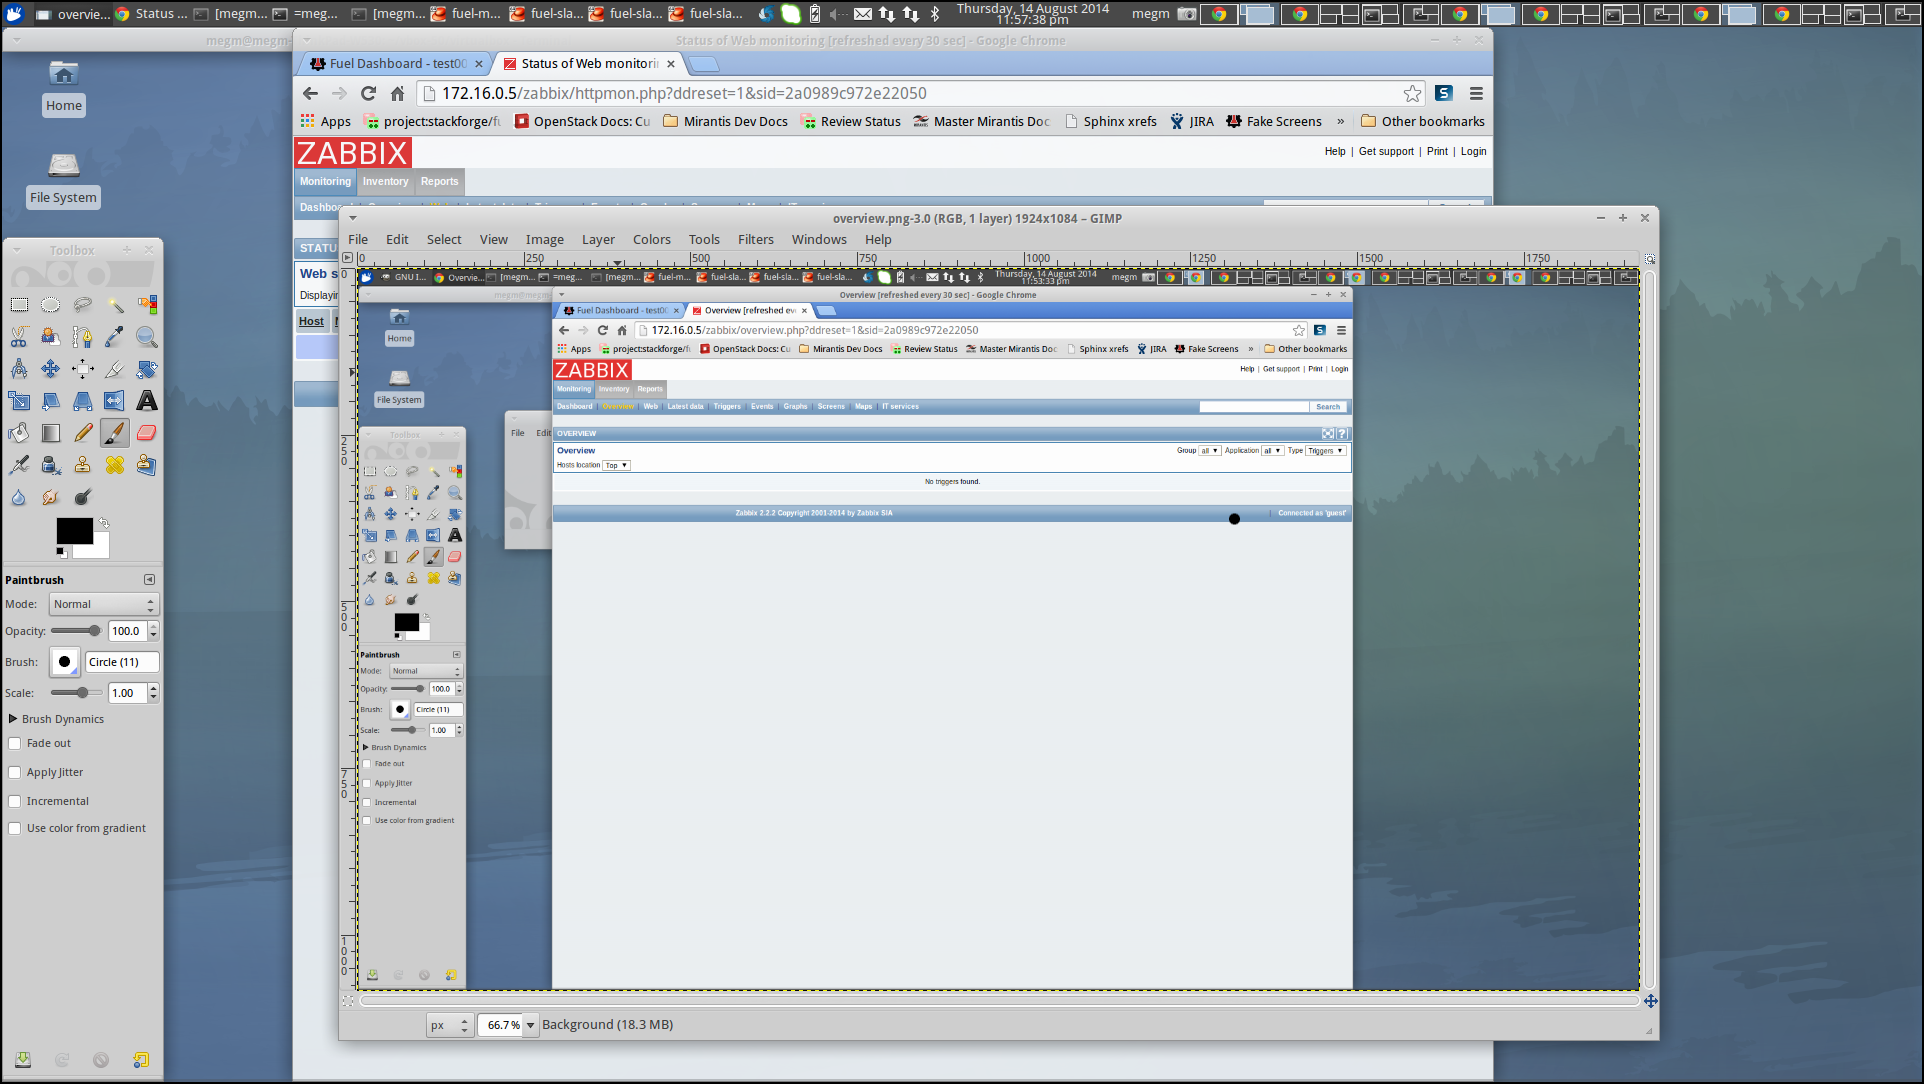 overvie...
Status ...
[megm...
=meg...
[megm...
fuel-m...
fuel-sla...
fuel-sla...
fuel-sla...
Thursday, 14 August 2014
11:57:38 pm
megm
megm@megm-
Status of Web monitoring [refreshed every 30 sec] - Google Chrome
Fuel Dashboard - test00
Status of Web monitorin
172.16.0.5/zabbix/httpmon.php?ddreset=1&sid=2a0989c972e22050
Apps
project:stackforge/fu
OpenStack Docs: Cu
Mirantis Dev Docs
Review Status
Master Mirantis Doc
Sphinx xrefs
JIRA
Fake Screens
»
Other bookmarks
Home
File System
ZABBIX
Help | Get support | Print | Login
Monitoring Inventory Reports
Dashbo
STATU
Web s
Displayin
Host
overview.png-3.0 (RGB, 1 layer) 1924x1084 – GIMP
File Edit Select View Image Layer Colors Tools Filters Windows Help
0 250 500 750 1000 1250 1500 1750
0
250
500
750
1000
Toolbox
Paintbrush
Mode: Normal
Opacity: 100.0
Brush: Circle (11)
Scale: 1.00
Brush Dynamics
Fade out
Apply Jitter
Incremental
Use color from gradient
GNU I...
Overvie...
[megm...
=meg...
[megm...
fuel-m...
fuel-sla...
fuel-sla...
fuel-sla...
Thursday, 14 August 2014
11:53:33 pm
megm
megm@megm
Overview [refreshed every 30 sec] - Google Chrome
Fuel Dashboard - test00
Overview [refreshed eve
172.16.0.5/zabbix/overview.php?ddreset=1&sid=2a0989c972e22050
Apps
project:stackforge/fu
OpenStack Docs: Cu
Mirantis Dev Docs
Review Status
Master Mirantis Doc
Sphinx xrefs
JIRA
Fake Screens
»
Other bookmarks
Home
File System
ZABBIX
Help | Get support | Print | Login
Monitoring Inventory Reports
Dashboard | Overview | Web | Latest data | Triggers | Events | Graphs | Screens | Maps | IT services
Search
File Edit
OVERVIEW
Overview
Group all Application all Type Triggers
Hosts location Top
No triggers found.
Zabbix 2.2.2 Copyright 2001-2014 by Zabbix SIA
| Connected as 'guest'
Toolbox
Paintbrush
Mode: Normal
Opacity: 100.0
Brush: Circle (11)
Scale: 1.00
Brush Dynamics
Fade out
Apply Jitter
Incremental
Use color from gradient
px 66.7% Background (18.3 MB)